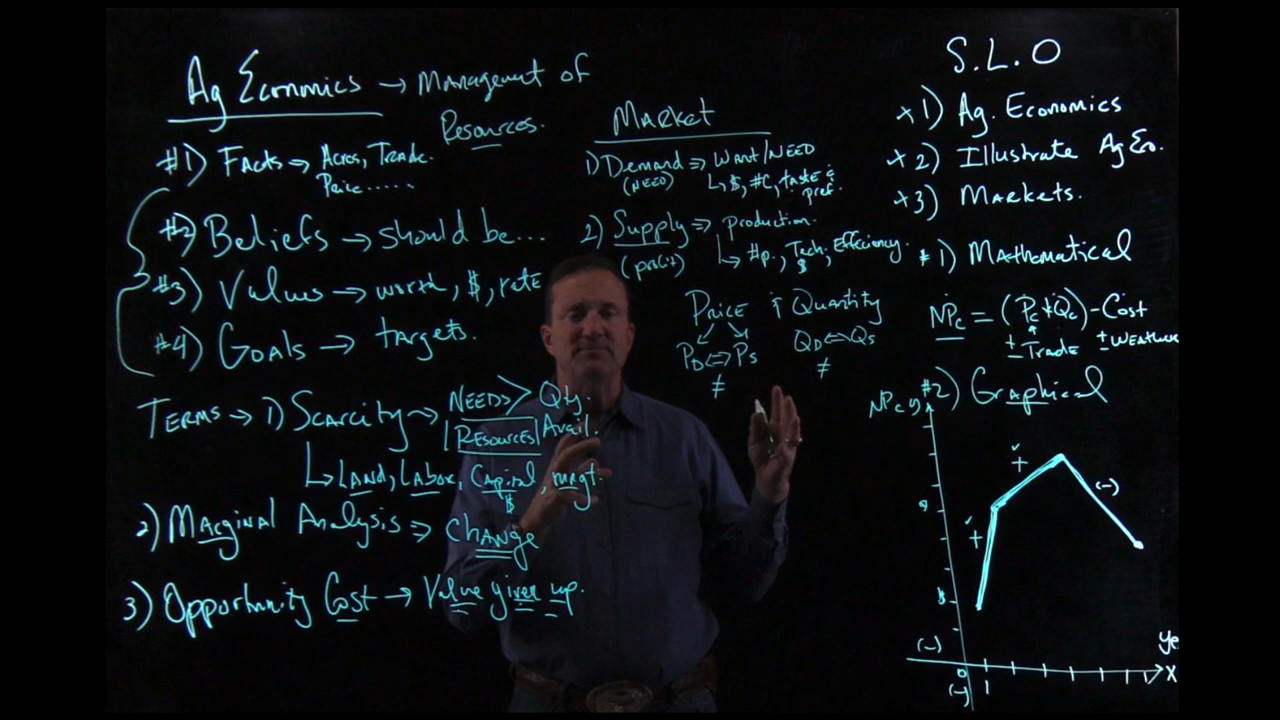 Ag Economics → Management of
Resources.
#1) Facts → Acres, Trade.
Price.....
#2) Beliefs → should be...
#3) Values → worth, $, rate
#4) Goals → targets.
Terms → 1) Scarcity → NEEDS > Qty.
Resources Avail.
↳ Land, Labor, Capital, mngt.
$
2) Marginal Analysis ⇒ change
3) Opportunity Cost → Value given up.
Market
1) Demand ⇒ Want/NEED
(NEED) ↳ $, #C, taste &
pref.
2) Supply ⇒ production.
(profit) ↳ #p., Tech., Efficiency.
$
Price & Quantity
PD ⇔ PS QD ⇔ QS
≠ ≠
S.L.O
*1) Ag. Economics
*2) Illustrate Ag Eco.
*3) Markets.
#1) Mathematical
NPc = (Pc * Qc) - Cost
± Trade ± Weather
#2) Graphical
NPc y
+ (-)
+
$
(-)
0
(-) 1
X